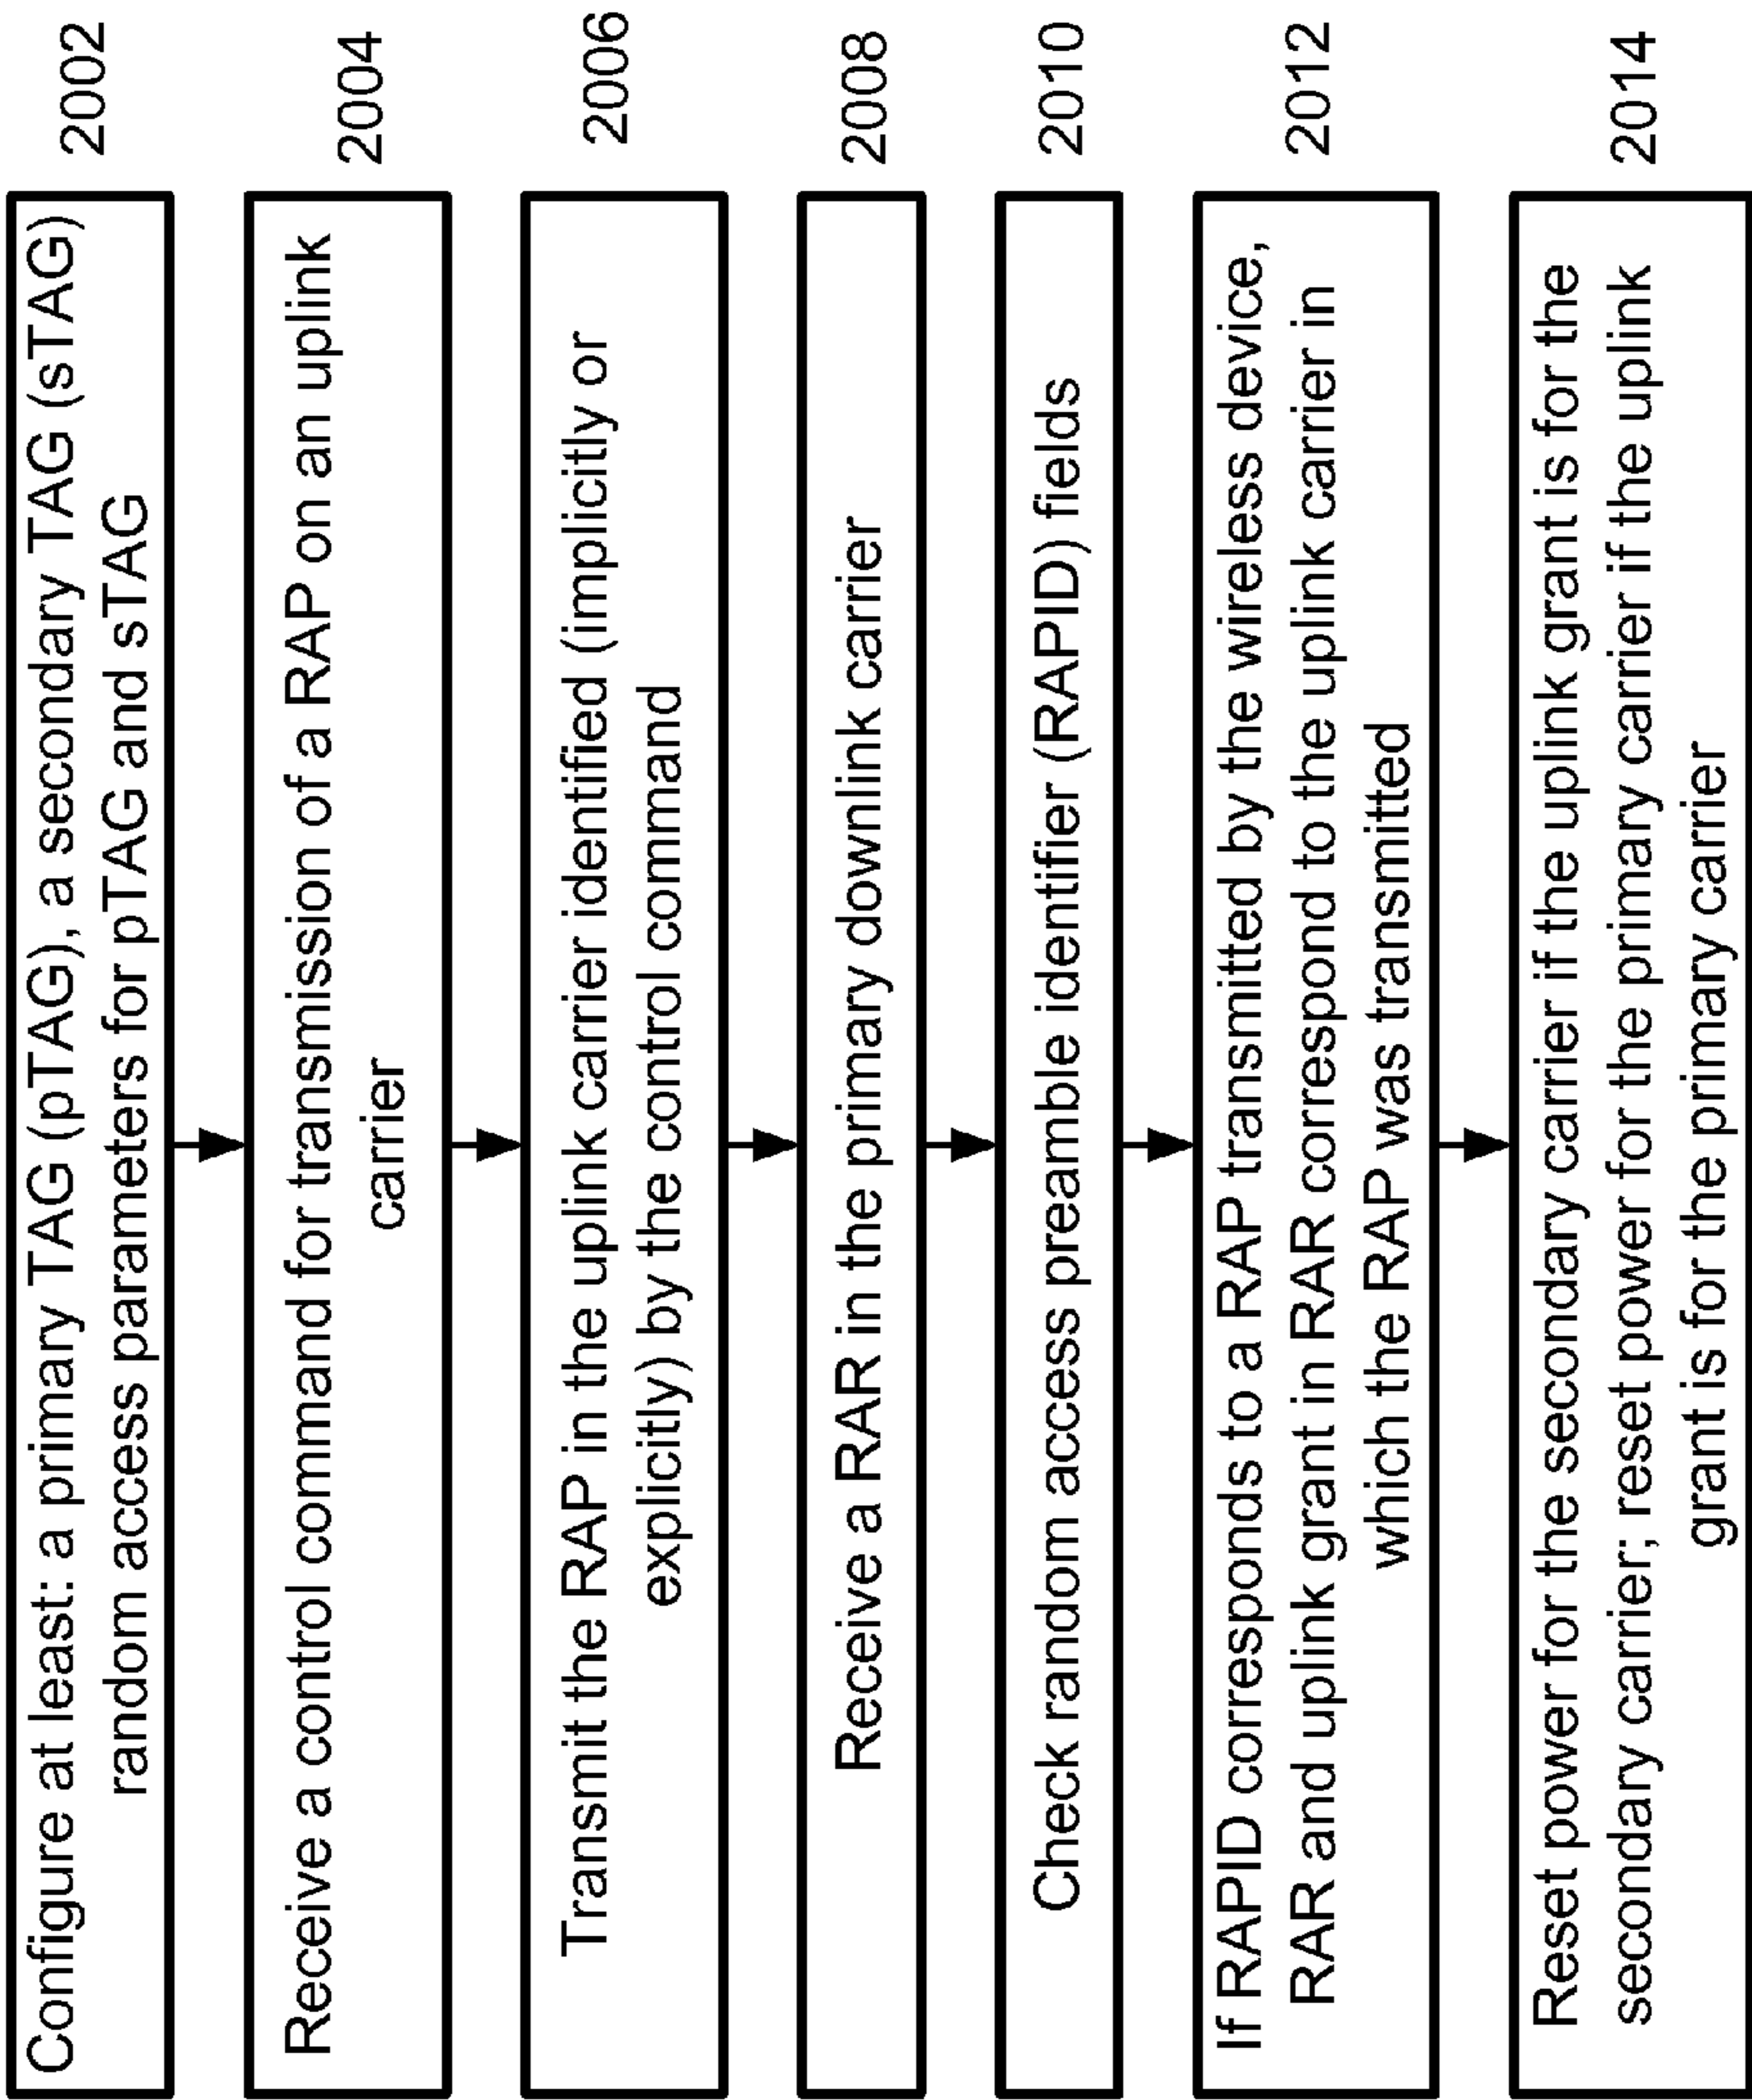 Configure at least: a primary TAG (pTAG), a secondary TAG (sTAG)
random access parameters for pTAG and sTAG
2002
Receive a control command for transmission of a RAP on an uplink
carrier
2004
Transmit the RAP in the uplink carrier identified (implicitly or
explicitly) by the control command
2006
Receive a RAR in the primary downlink carrier
2008
Check random access preamble identifier (RAPID) fields
2010
If RAPID corresponds to a RAP transmitted by the wireless device,
RAR and uplink grant in RAR correspond to the uplink carrier in
which the RAP was transmitted
2012
Reset power for the secondary carrier if the uplink grant is for the
secondary carrier; reset power for the primary carrier if the uplink
grant is for the primary carrier
2014